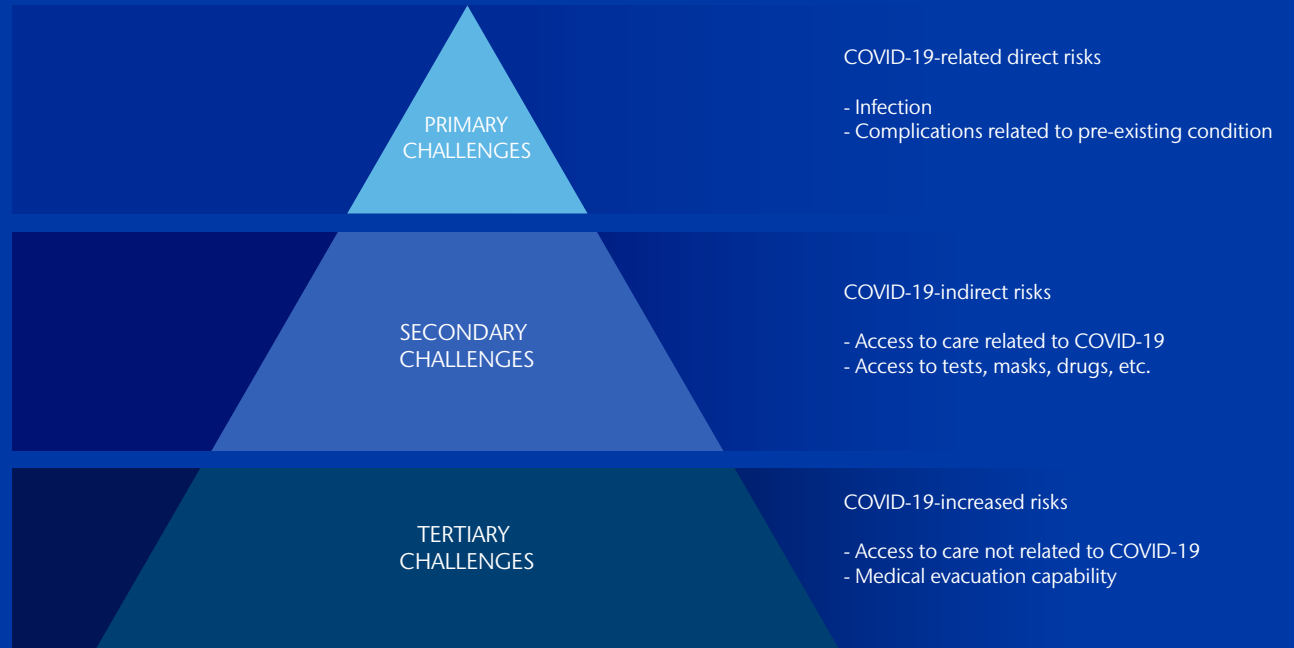 PRIMARY
CHALLENGES
COVID-19-related direct risks
- Infection
- Complications related to pre-existing condition
SECONDARY
CHALLENGES
COVID-19-indirect risks
- Access to care related to COVID-19
- Access to tests, masks, drugs, etc.
TERTIARY
CHALLENGES
COVID-19-increased risks
- Access to care not related to COVID-19
- Medical evacuation capability